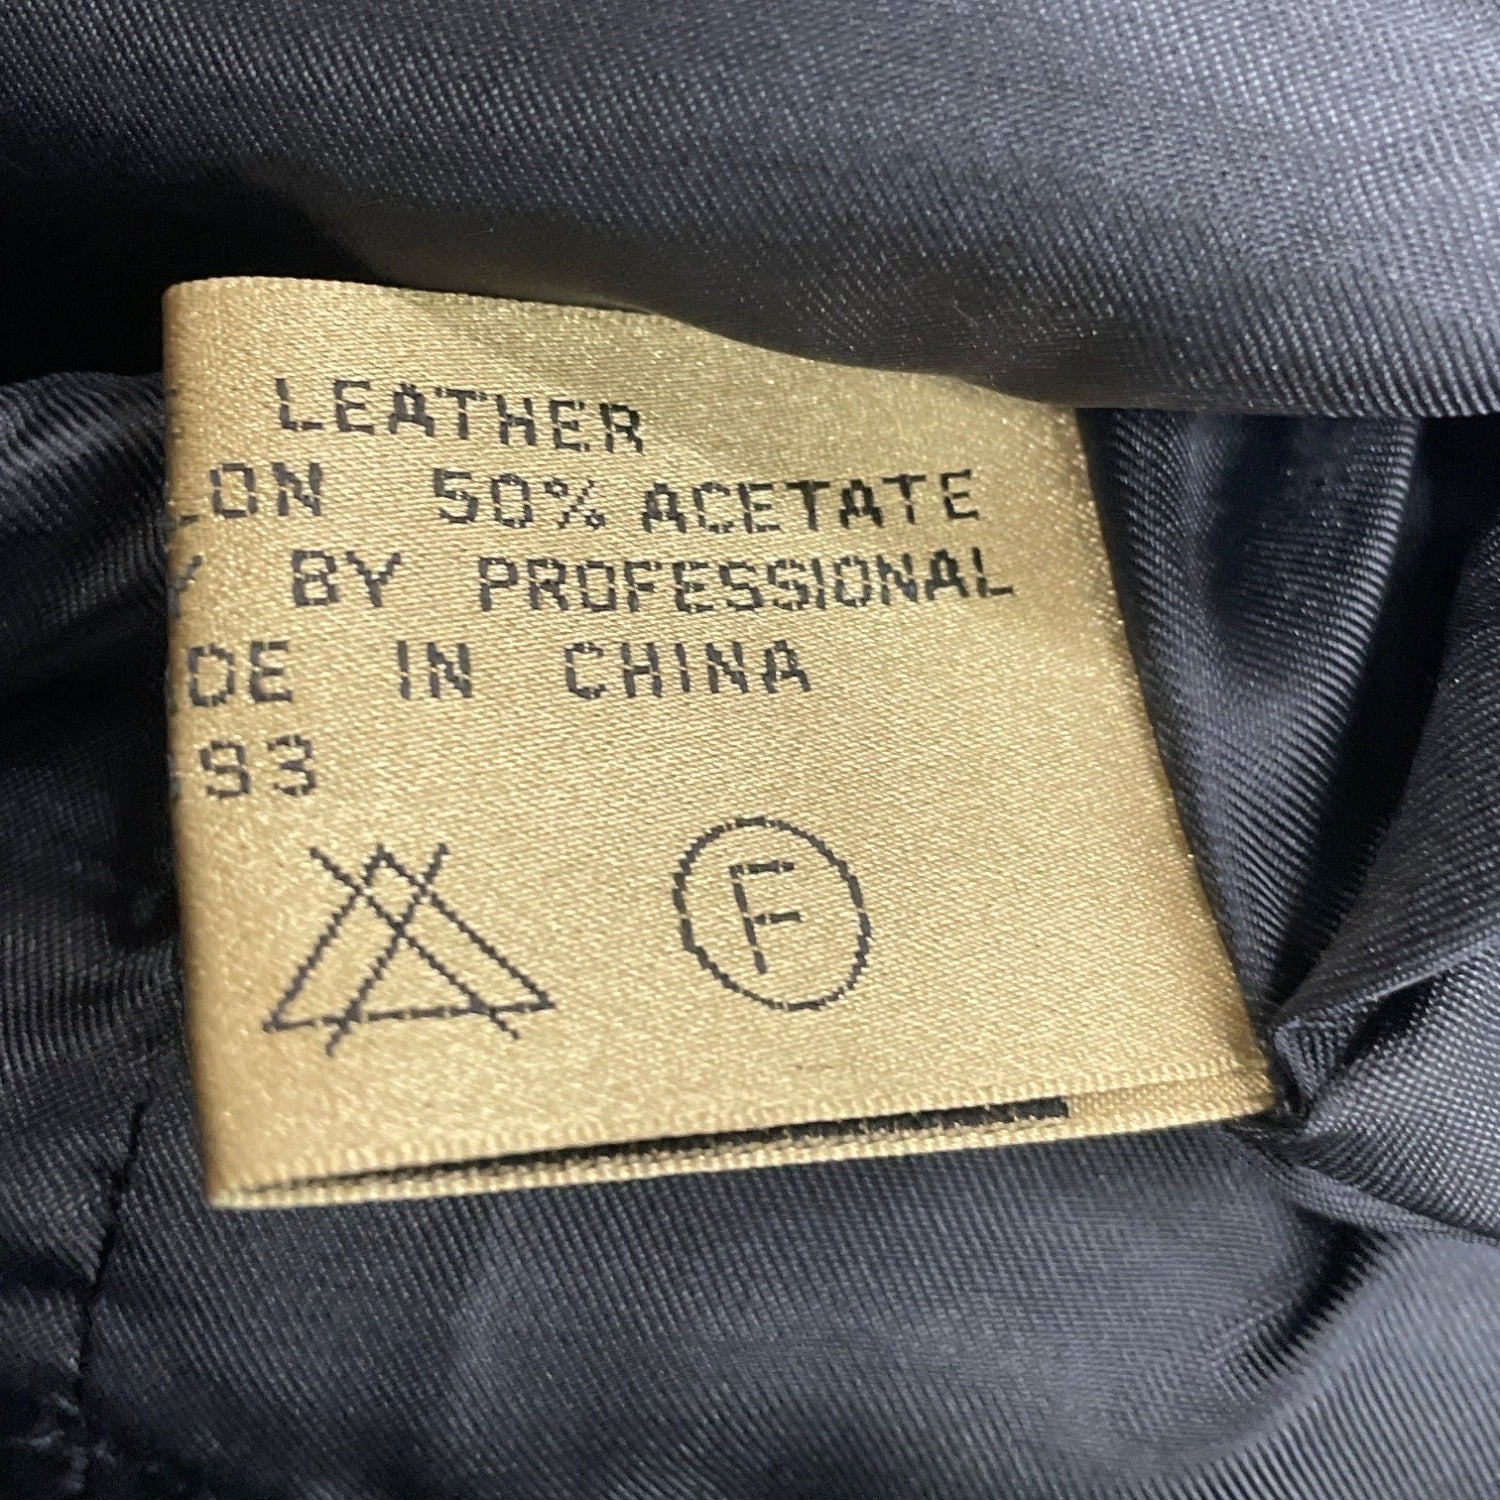 LEATHER
LON 50% ACETATE
Y BY PROFESSIONAL
DE IN CHINA
93
F